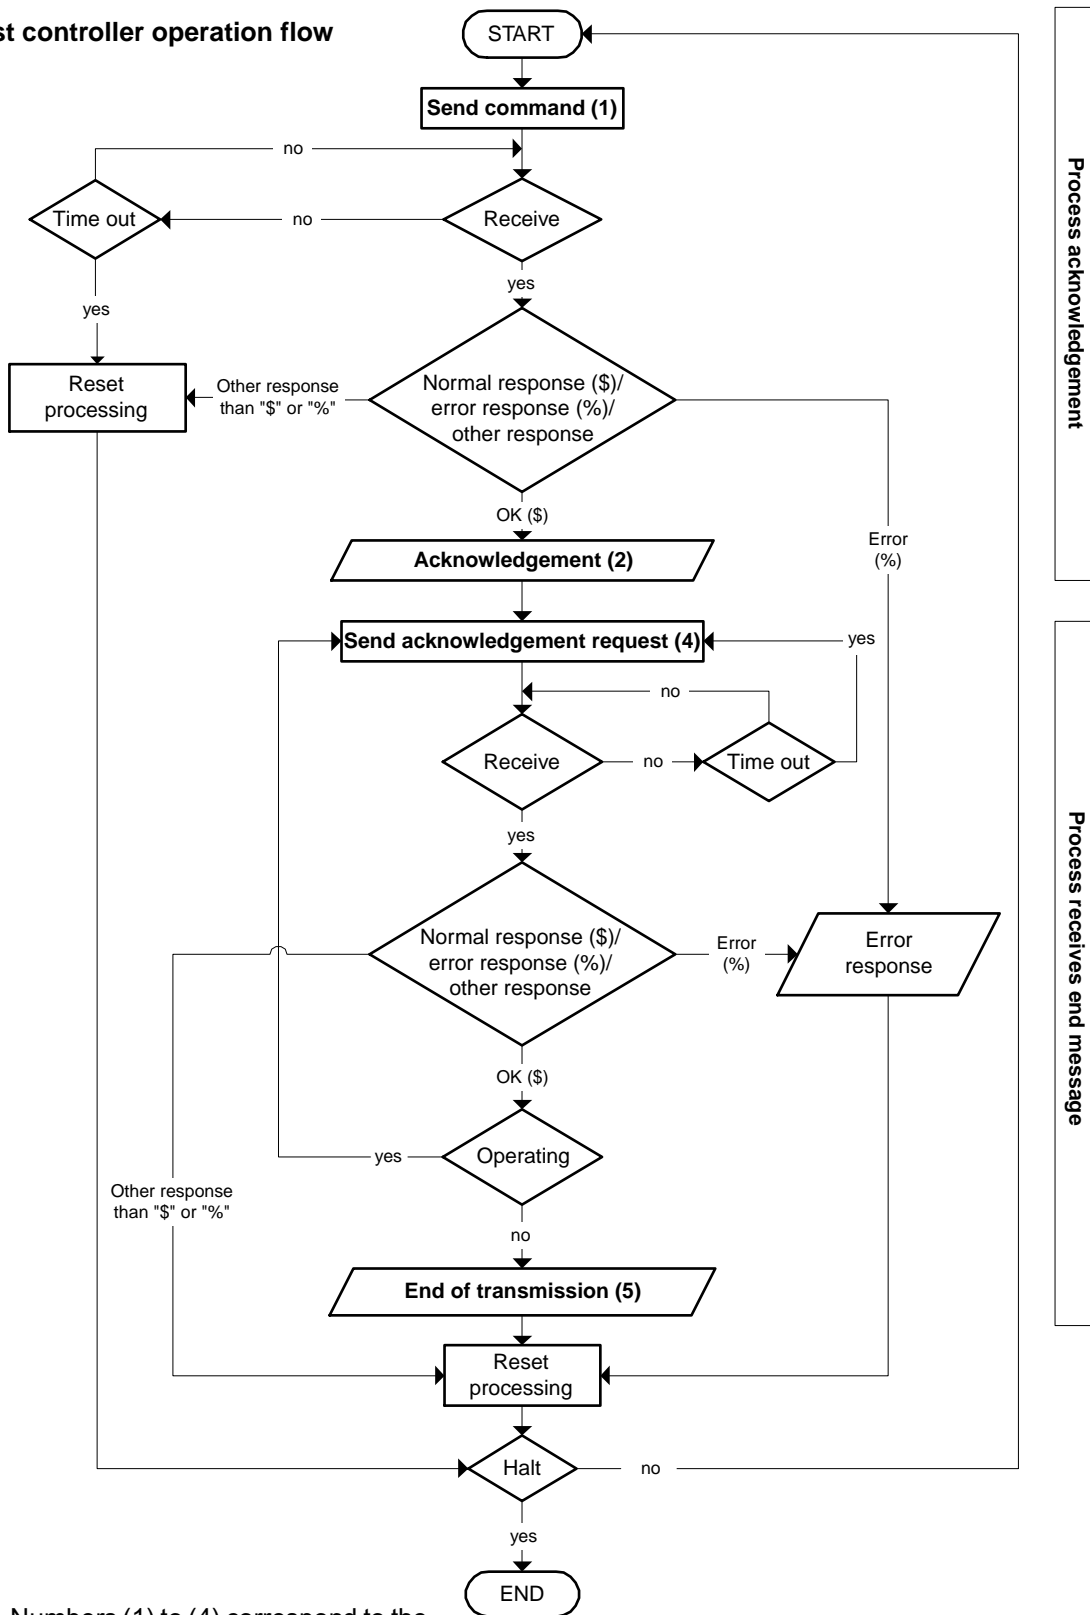 st controller operation flow
START
Send command (1)
no
Time out
no
Receive
yes
yes
Reset
processing
Other response
than "$" or "%"
Normal response ($)/
error response (%)/
other response
OK ($)
Error
(%)
Acknowledgement (2)
Send acknowledgement request (4)
yes
no
Receive
no
Time out
yes
Normal response ($)/
error response (%)/
other response
Error
(%)
Error
response
OK ($)
yes
Operating
Other response
than "$" or "%"
no
End of transmission (5)
Reset
processing
Halt
no
yes
END
Numbers (1) to (4) correspond to the
Process acknowledgement
Process receives end message